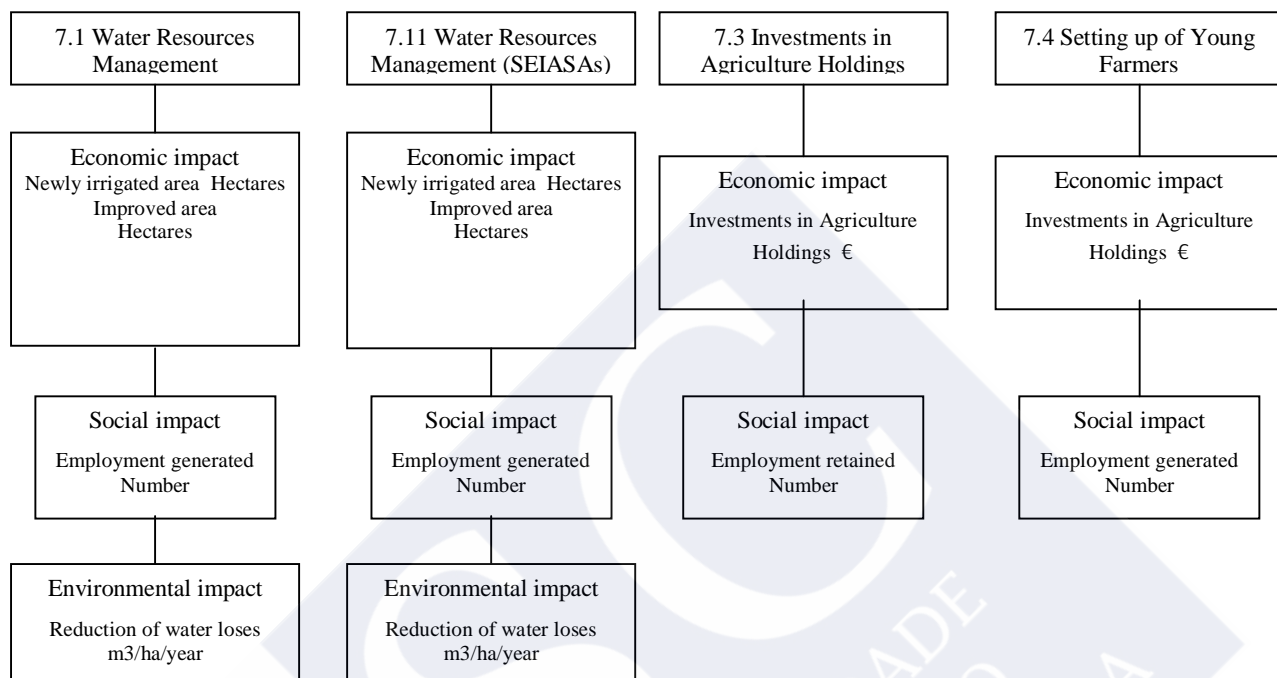 7.1 Water Resources
Management
7.11 Water Resources
Management (SEIASAs)
7.3 Investments in
Agriculture Holdings
7.4 Setting up of Young
Farmers
Economic impact
Newly irrigated area Hectares
Improved area
Hectares
Economic impact
Newly irrigated area Hectares
Improved area
Hectares
Economic impact
Investments in Agriculture
Holdings €
Economic impact
Investments in Agriculture
Holdings €
Social impact
Employment generated
Number
Social impact
Employment generated
Number
Social impact
Employment retained
Number
Social impact
Employment generated
Number
Environmental impact
Reduction of water loses
m3/ha/year
Environmental impact
Reduction of water loses
m3/ha/year